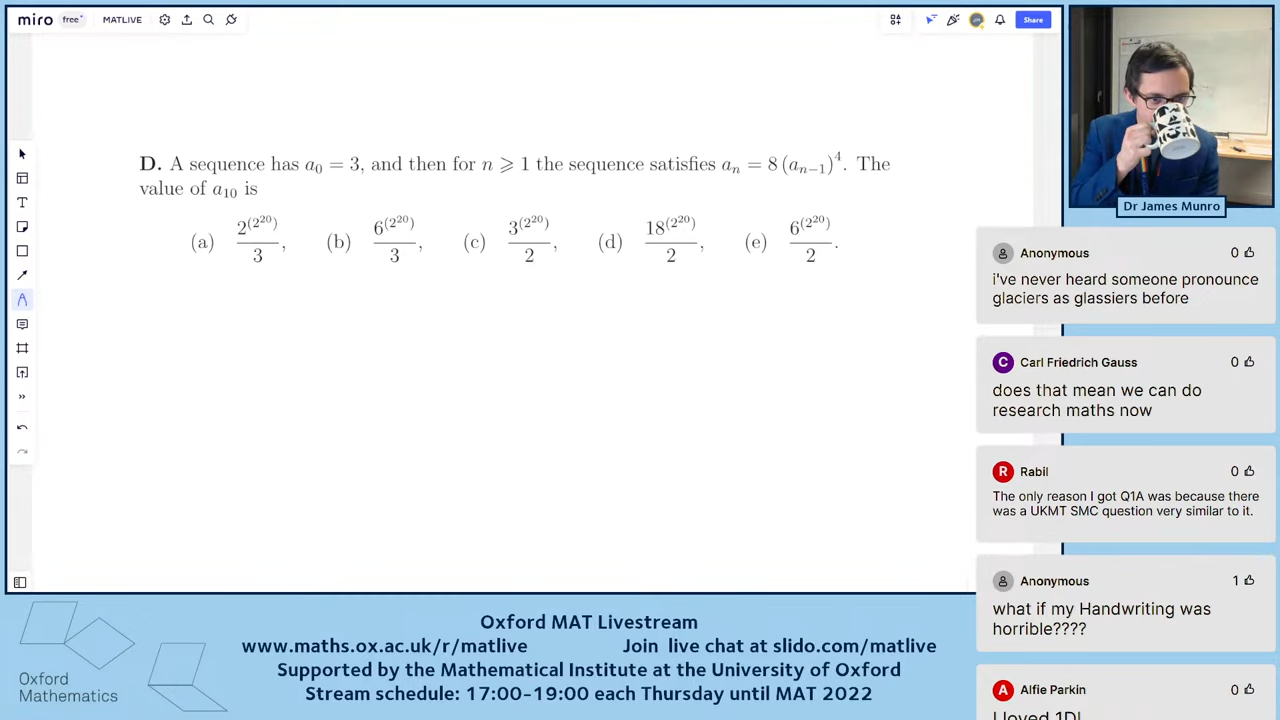 miro free MATLIVE Share
D. A sequence has a₀ = 3, and then for n ⩾ 1 the sequence satisfies aₙ = 8 (aₙ₋₁)⁴. The
value of a₁₀ is
(a) 2^(2^20)/3, (b) 6^(2^20)/3, (c) 3^(2^20)/2, (d) 18^(2^20)/2, (e) 6^(2^20)/2.
Dr James Munro
Anonymous 0
i've never heard someone pronounce
glaciers as glassiers before
C Carl Friedrich Gauss 0
does that mean we can do
research maths now
R Rabil 0
The only reason I got Q1A was because there
was a UKMT SMC question very similar to it.
Anonymous 1
what if my Handwriting was
horrible????
A Alfie Parkin 0
I loved 1D!
Oxford
Mathematics
Oxford MAT Livestream
www.maths.ox.ac.uk/r/matlive Join live chat at slido.com/matlive
Supported by the Mathematical Institute at the University of Oxford
Stream schedule: 17:00-19:00 each Thursday until MAT 2022